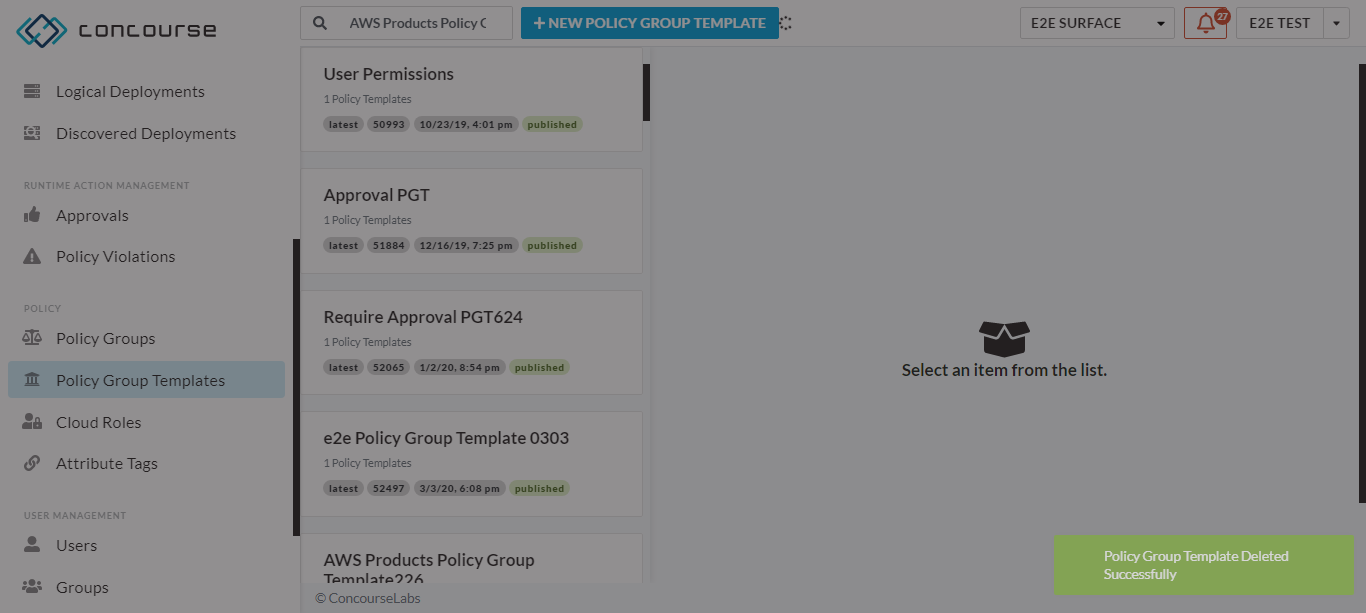 concourse
Logical Deployments
Discovered Deployments
RUNTIME ACTION MANAGEMENT
Approvals
Policy Violations
POLICY
Policy Groups
Policy Group Templates
Cloud Roles
Attribute Tags
USER MANAGEMENT
Users
Groups
AWS Products Policy G
+ NEW POLICY GROUP TEMPLATE
E2E SURFACE
27
E2E TEST
User Permissions
1 Policy Templates
latest 50993 10/23/19, 4:01 pm published
Approval PGT
1 Policy Templates
latest 51884 12/16/19, 7:25 pm published
Require Approval PGT624
1 Policy Templates
latest 52065 1/2/20, 8:54 pm published
e2e Policy Group Template 0303
1 Policy Templates
latest 52497 3/3/20, 6:08 pm published
AWS Products Policy Group
Template226
© ConcourseLabs
Select an item from the list.
Policy Group Template Deleted
Successfully